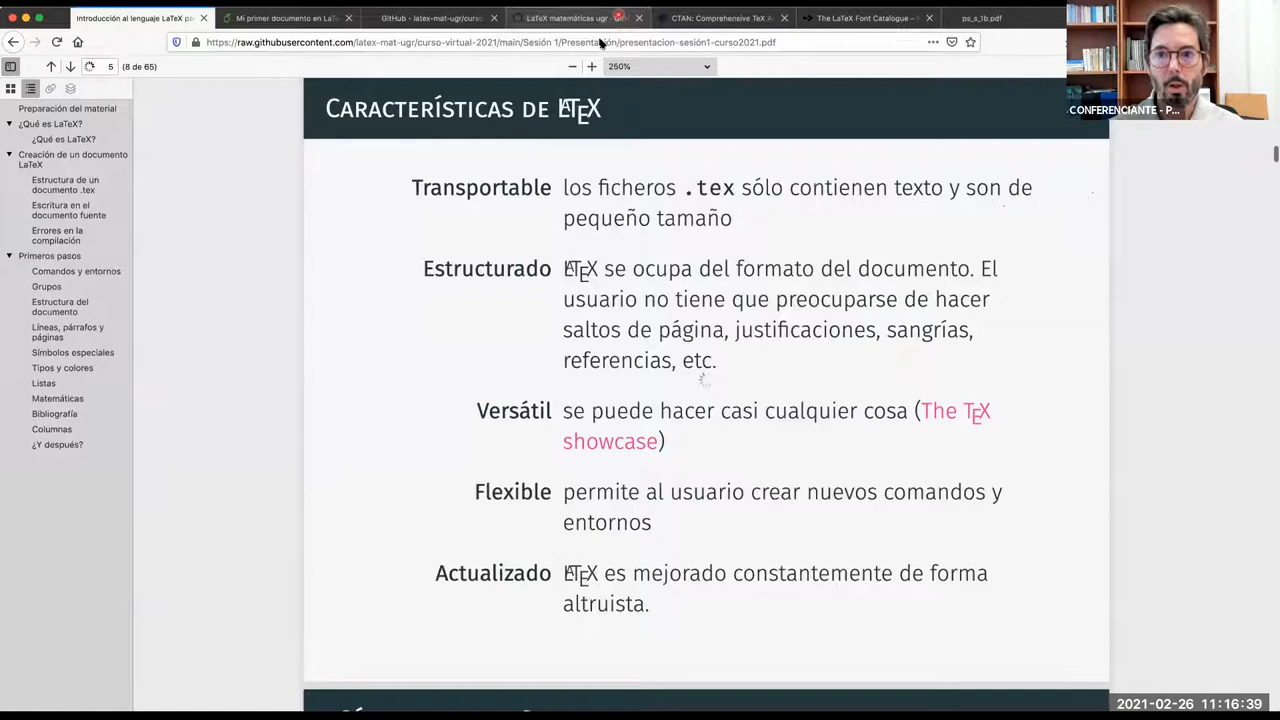 Introducción al lenguaje LaTeX pa
Mi primer documento en LaTe
GitHub - latex-mat-ugr/curso-
LaTeX matemáticas ugr
CTAN: Comprehensive TeX A
The LaTeX Font Catalogue –
ps_s_1b.pdf
https://raw.githubusercontent.com/latex-mat-ugr/curso-virtual-2021/main/Sesión 1/Presentación/presentacion-sesión1-curso2021.pdf
5 (8 de 65)
250%
Preparación del material
¿Qué es LaTeX?
¿Qué es LaTeX?
Creación de un documento
LaTeX
Estructura de un
documento .tex
Escritura en el
documento fuente
Errores en la
compilación
Primeros pasos
Comandos y entornos
Grupos
Estructura del
documento
Líneas, párrafos y
páginas
Símbolos especiales
Tipos y colores
Listas
Matemáticas
Bibliografía
Columnas
¿Y después?
Características de LATEX
Transportable los ficheros .tex sólo contienen texto y son de
pequeño tamaño
Estructurado LATEX se ocupa del formato del documento. El
usuario no tiene que preocuparse de hacer
saltos de página, justificaciones, sangrías,
referencias, etc.
Versátil se puede hacer casi cualquier cosa (The TEX
showcase)
Flexible permite al usuario crear nuevos comandos y
entornos
Actualizado LATEX es mejorado constantemente de forma
altruista.
CONFERENCIANTE - P...
2021-02-26 11:16:39